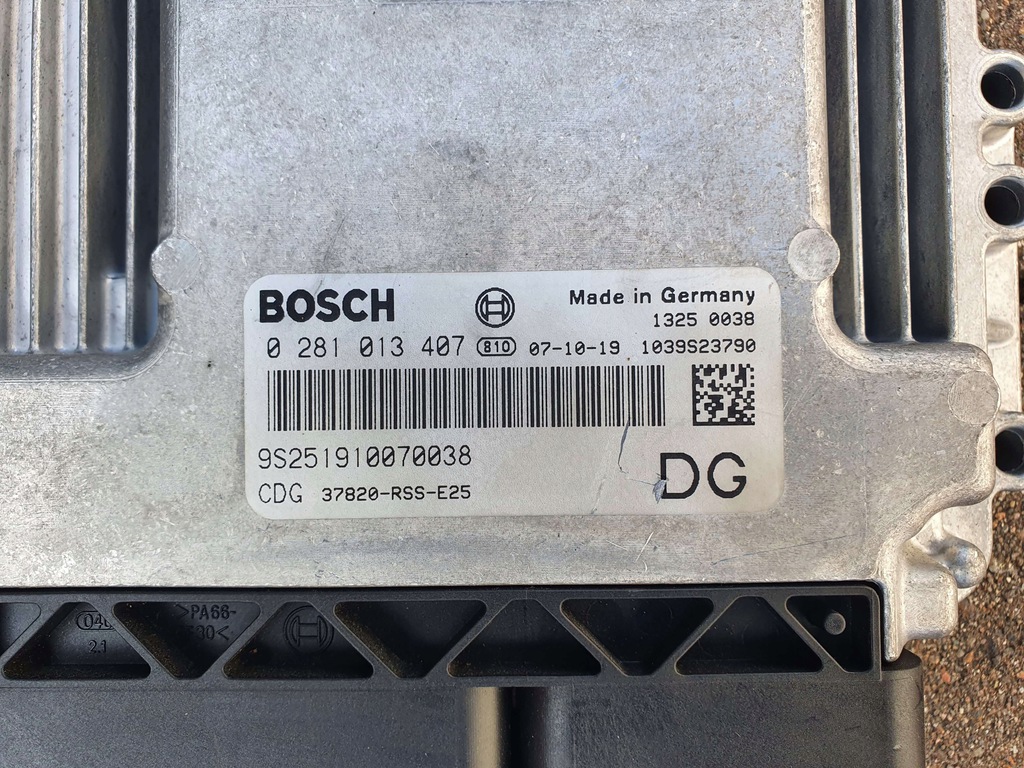 BOSCH
Made in Germany
1325 0038
0 281 013 407 810 07-10-19 1039S23790
9S251910070038
CDG 37820-RSS-E25
DG
>PA66-